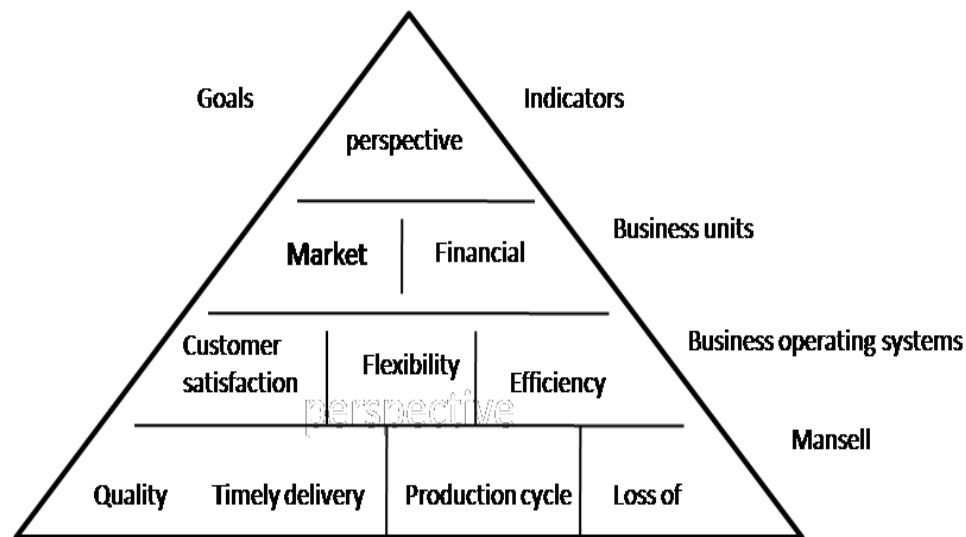 Goals
Indicators
perspective
Business units
Market
Financial
Business operating systems
Customer
satisfaction
Flexibility
Efficiency
perspective
Mansell
Quality
Timely delivery
Production cycle
Loss of